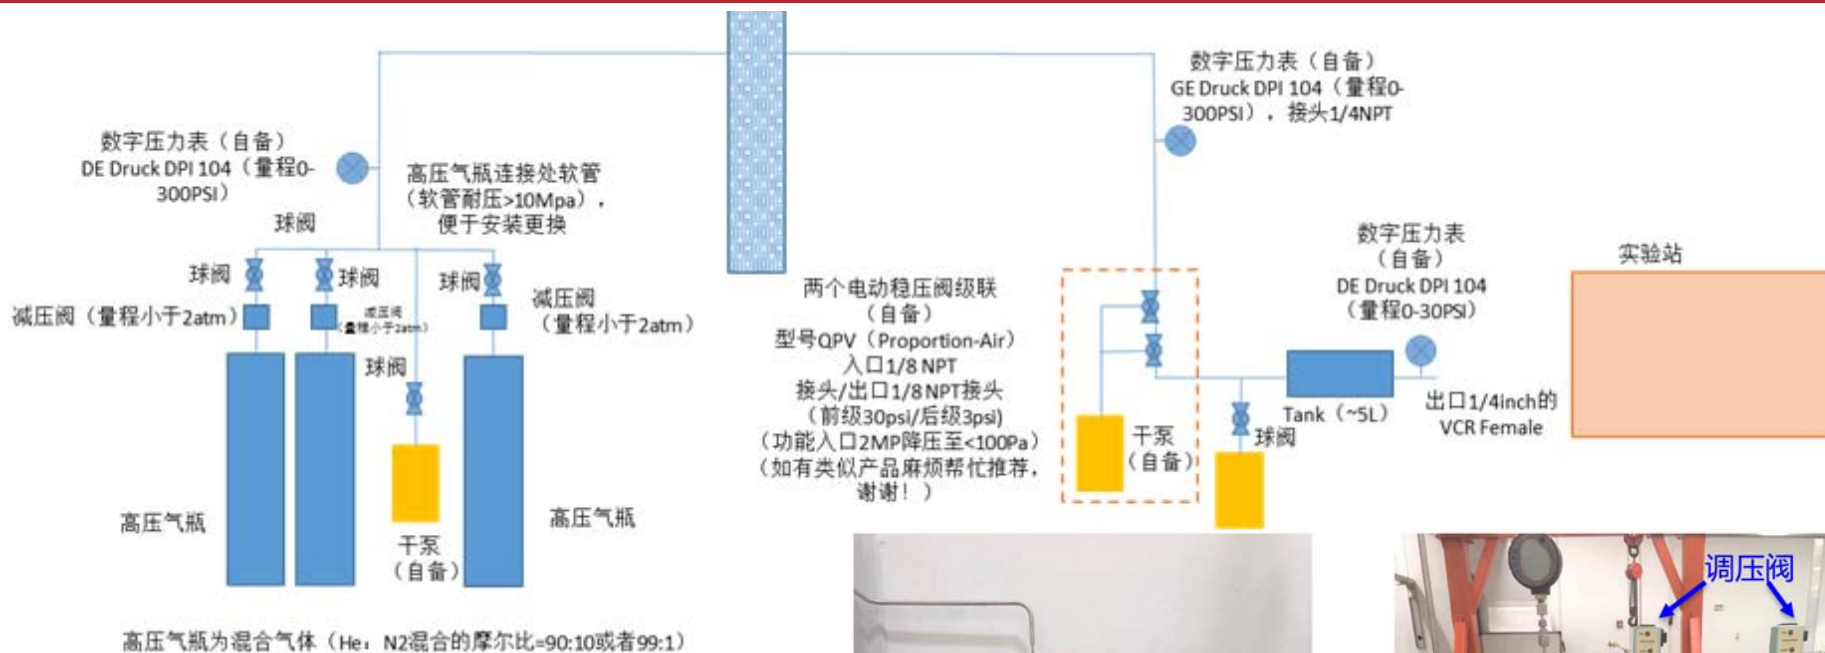 数字压力表（自备）
DE Druck DPI 104（量程0-
300PSI）
高压气瓶连接处软管
（软管耐压>10Mpa），
便于安装更换
球阀
球阀
球阀
球阀
减压阀（量程小于2atm）
减压阀
（量程小于2atm）
减压阀
（量程小于2atm）
球阀
高压气瓶
干泵
（自备）
高压气瓶
高压气瓶为混合气体（He：N2混合的摩尔比=90:10或者99:1）
数字压力表（自备）
GE Druck DPI 104（量程0-
300PSI），接头1/4NPT
两个电动稳压阀级联
（自备）
型号QPV（Proportion-Air）
入口1/8 NPT
接头/出口1/8 NPT接头
（前级30psi/后级3psi)
（功能入口2MP降压至<100Pa）
（如有类似产品麻烦帮忙推荐，
谢谢！）
干泵
（自备）
球阀
数字压力表
（自备）
DE Druck DPI 104
（量程0-30PSI）
Tank（~5L）
出口1/4inch的
VCR Female
实验站
调压阀